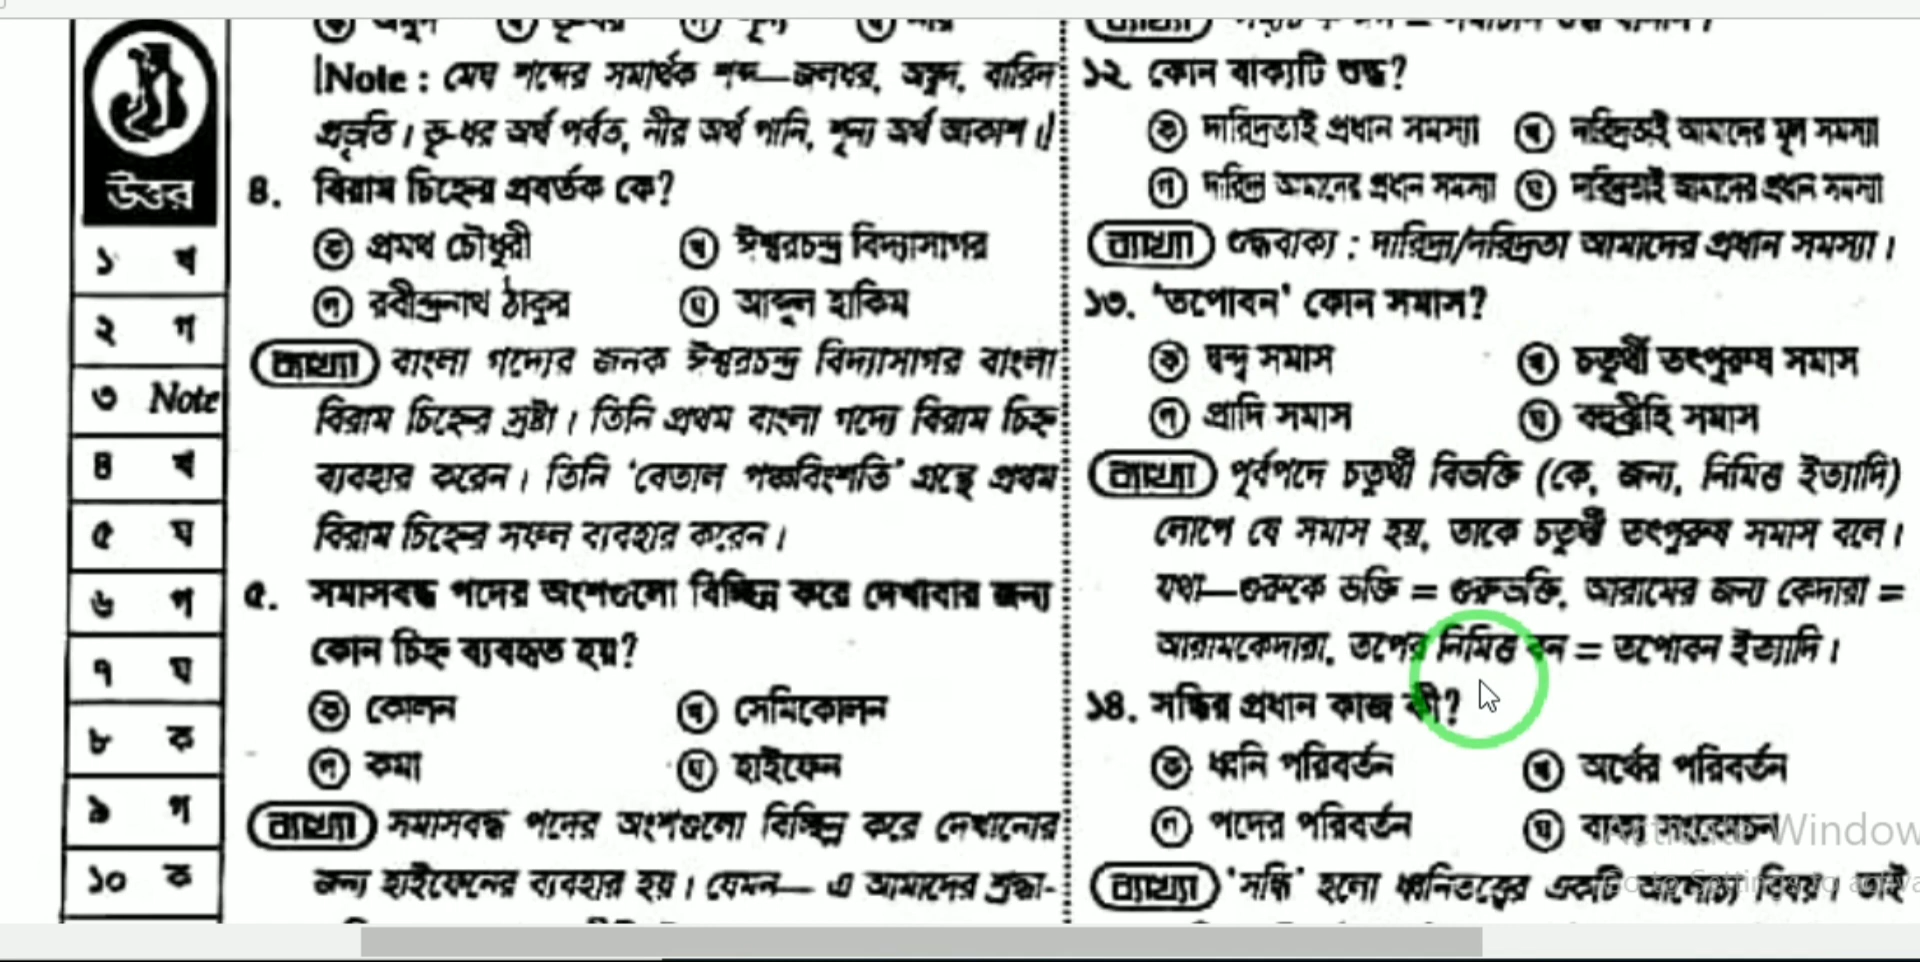 [Note : মেঘ শব্দের সমার্থক শব্দ—জলধর, অম্বুদ, বারিদ
প্রভৃতি। ভূ-ধর অর্থ পর্বত, নীর অর্থ পানি, শূন্য অর্থ আকাশ।]
৪. বিরাম চিহ্নের প্রবর্তক কে?
ক প্রমথ চৌধুরী খ ঈশ্বরচন্দ্র বিদ্যাসাগর
গ রবীন্দ্রনাথ ঠাকুর ঘ আব্দুল হাকিম
ব্যাখ্যা বাংলা গদ্যের জনক ঈশ্বরচন্দ্র বিদ্যাসাগর বাংলা
বিরাম চিহ্নের স্রষ্টা। তিনি প্রথম বাংলা গদ্যে বিরাম চিহ্ন
ব্যবহার করেন। তিনি ‘বেতাল পঞ্চবিংশতি’ গ্রন্থে প্রথম
বিরাম চিহ্নের সফল ব্যবহার করেন।
৫. সমাসবদ্ধ পদের অংশগুলো বিচ্ছিন্ন করে দেখাবার জন্য
কোন চিহ্ন ব্যবহৃত হয়?
ক কোলন খ সেমিকোলন
গ কমা ঘ হাইফেন
ব্যাখ্যা সমাসবদ্ধ পদের অংশগুলো বিচ্ছিন্ন করে দেখানোর
জন্য হাইফেনের ব্যবহার হয়। যেমন— এ আমাদের শ্রদ্ধা-
১২. কোন বাক্যটি শুদ্ধ?
ক দারিদ্রতাই প্রধান সমস্যা খ দারিদ্রতাই আমাদের মূল সমস্যা
গ দারিদ্র আমাদের প্রধান সমস্যা ঘ দারিদ্রতাই আমাদের প্রধান সমস্যা
ব্যাখ্যা শুদ্ধবাক্য : দারিদ্র্য/দরিদ্রতা আমাদের প্রধান সমস্যা।
১৩. ‘তপোবন’ কোন সমাস?
ক দ্বন্দ্ব সমাস খ চতুর্থী তৎপুরুষ সমাস
গ প্রাদি সমাস ঘ বহুব্রীহি সমাস
ব্যাখ্যা পূর্বপদে চতুর্থী বিভক্তি (কে, জন্য, নিমিত্ত ইত্যাদি)
লোপে যে সমাস হয়, তাকে চতুর্থী তৎপুরুষ সমাস বলে।
যথা—গুরুকে ভক্তি = গুরুভক্তি, আরামের জন্য কেদারা =
আরামকেদারা, তপের নিমিত্ত বন = তপোবন ইত্যাদি।
১৪. সন্ধির প্রধান কাজ কী?
ক ধ্বনি পরিবর্তন খ অর্থের পরিবর্তন
গ পদের পরিবর্তন ঘ বাক্য সংকোচন
ব্যাখ্যা ‘সন্ধি’ হলো ধ্বনিতত্ত্বের একটি আলোচ্য বিষয়। তাই
উত্তর
১ খ
২ গ
৩ Note
৪ খ
৫ ঘ
৬ গ
৭ ঘ
৮ ক
৯ গ
১০ ক